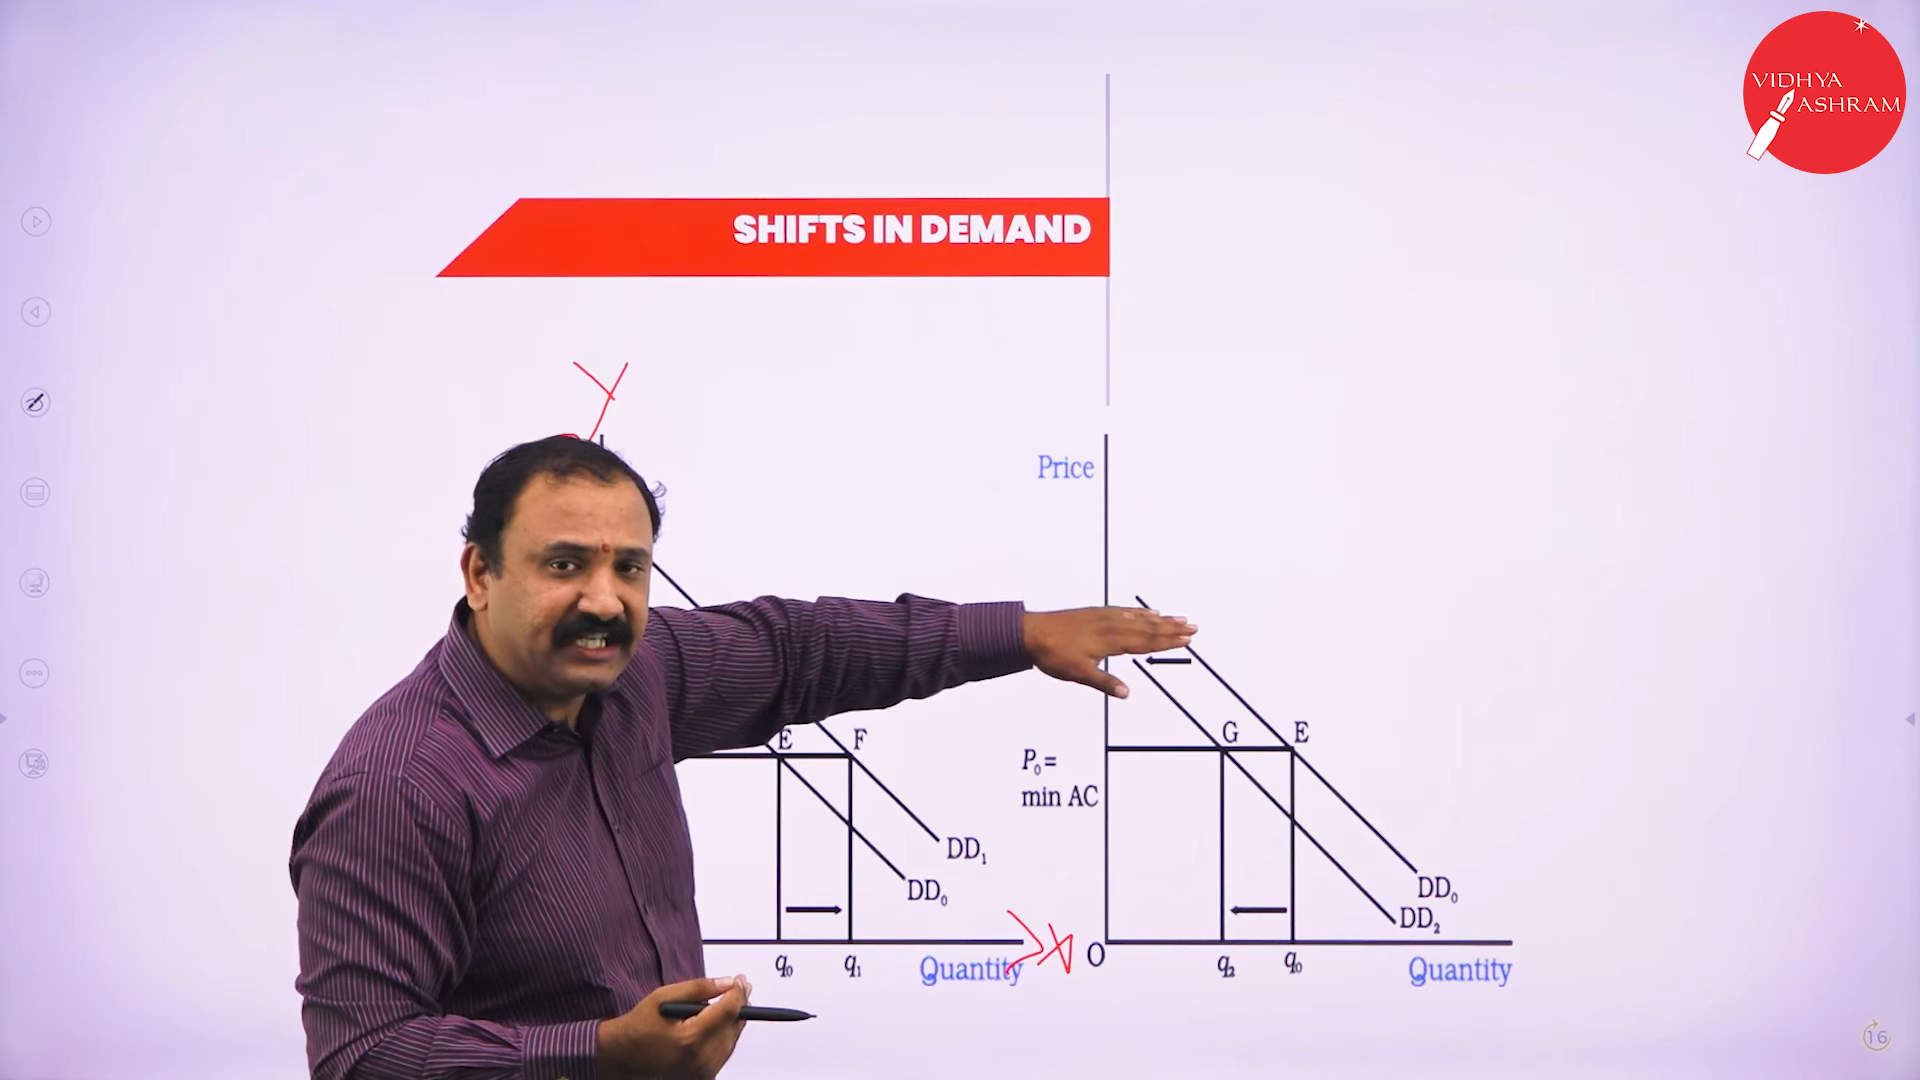 VIDHYA
ASHRAM
SHIFTS IN DEMAND
Y
E
F
DD₁
DD₀
q₀
q₁
Quantity
X
Price
G
E
P₀ =
min AC
DD₀
DD₂
O
q₂
q₀
Quantity
16